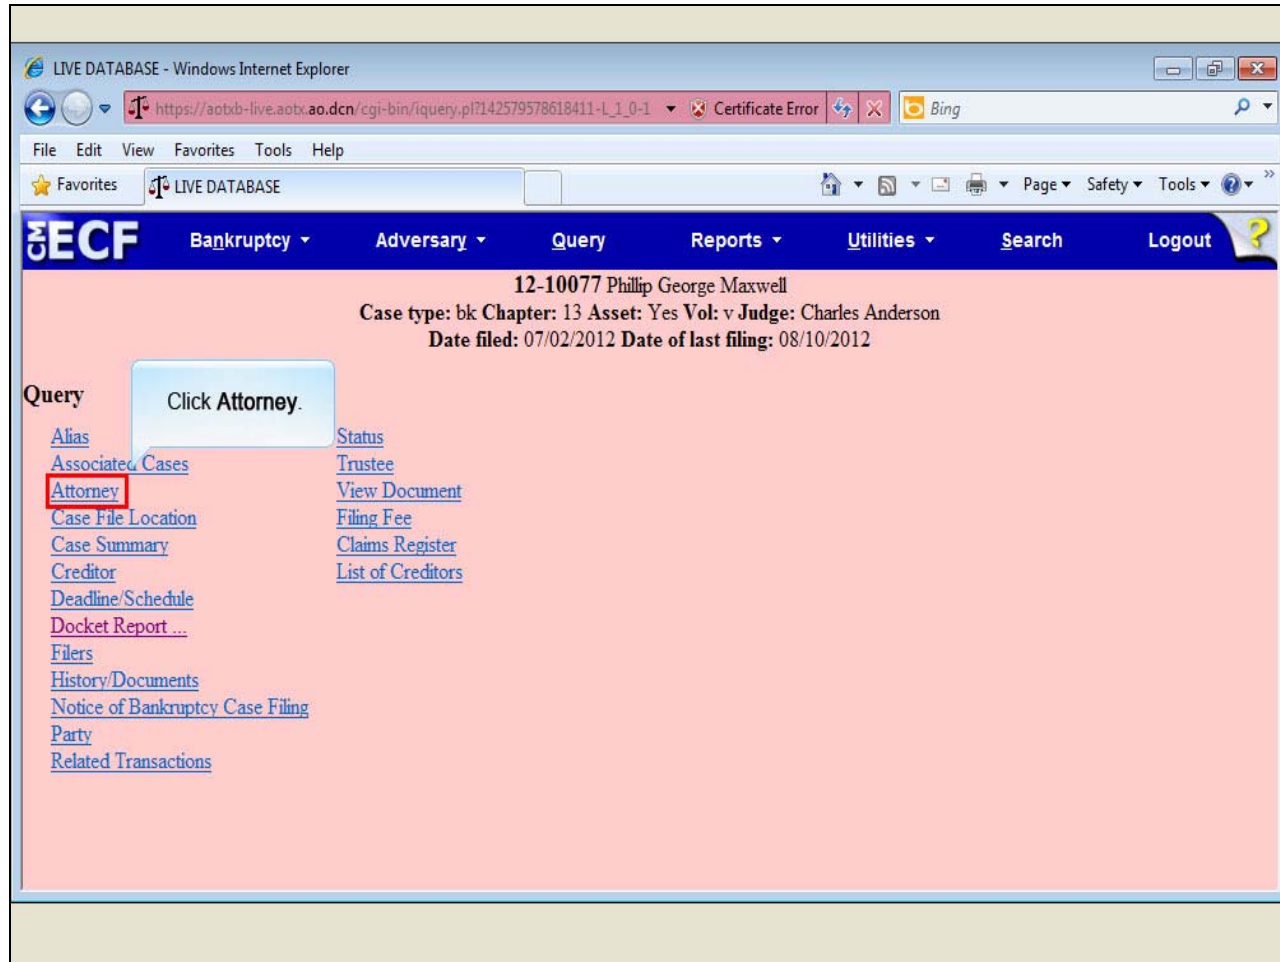 LIVE DATABASE - Windows Internet Explorer
https://aotxb-live.aotx.ao.dcn/cgi-bin/iquery.pl?142579578618411-L_1_0-1 Certificate Error Bing
File Edit View Favorites Tools Help
Favorites LIVE DATABASE Page Safety Tools
CM ECF Bankruptcy Adversary Query Reports Utilities Search Logout ?
12-10077 Phillip George Maxwell
Case type: bk Chapter: 13 Asset: Yes Vol: v Judge: Charles Anderson
Date filed: 07/02/2012 Date of last filing: 08/10/2012
Query
Click Attorney.
Alias
Associated Cases
Attorney
Case File Location
Case Summary
Creditor
Deadline/Schedule
Docket Report ...
Filers
History/Documents
Notice of Bankruptcy Case Filing
Party
Related Transactions
Status
Trustee
View Document
Filing Fee
Claims Register
List of Creditors